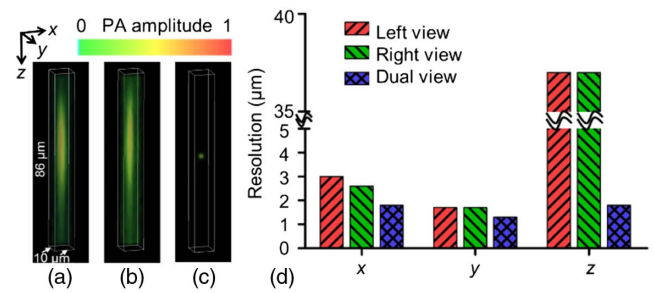 0 PA amplitude 1
x
y
z
86 μm
10 μm
(a) (b) (c) (d)
Resolution (μm)
40
35
5
4
3
2
1
0
Left view
Right view
Dual view
x y z